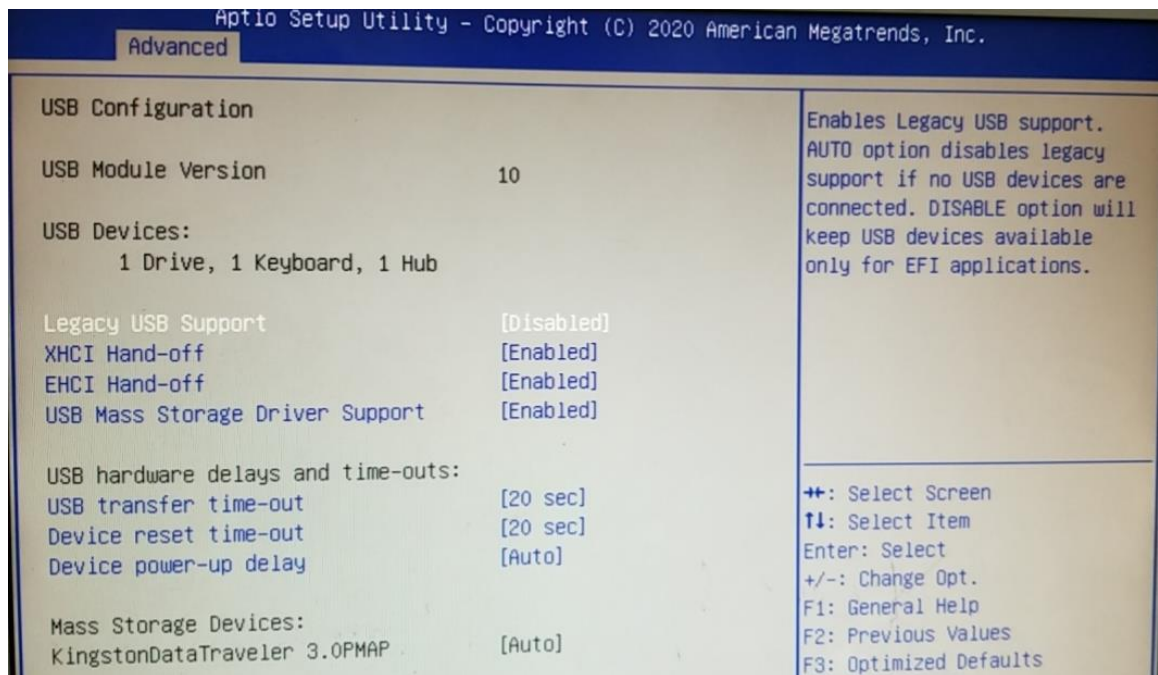 Aptio Setup Utility – Copyright (C) 2020 American Megatrends, Inc.
Advanced
USB Configuration
USB Module Version 10
USB Devices:
1 Drive, 1 Keyboard, 1 Hub
Legacy USB Support [Disabled]
XHCI Hand-off [Enabled]
EHCI Hand-off [Enabled]
USB Mass Storage Driver Support [Enabled]
USB hardware delays and time-outs:
USB transfer time-out [20 sec]
Device reset time-out [20 sec]
Device power-up delay [Auto]
Mass Storage Devices:
KingstonDataTraveler 3.0PMAP [Auto]
Enables Legacy USB support.
AUTO option disables legacy
support if no USB devices are
connected. DISABLE option will
keep USB devices available
only for EFI applications.
→←: Select Screen
↑↓: Select Item
Enter: Select
+/-: Change Opt.
F1: General Help
F2: Previous Values
F3: Optimized Defaults